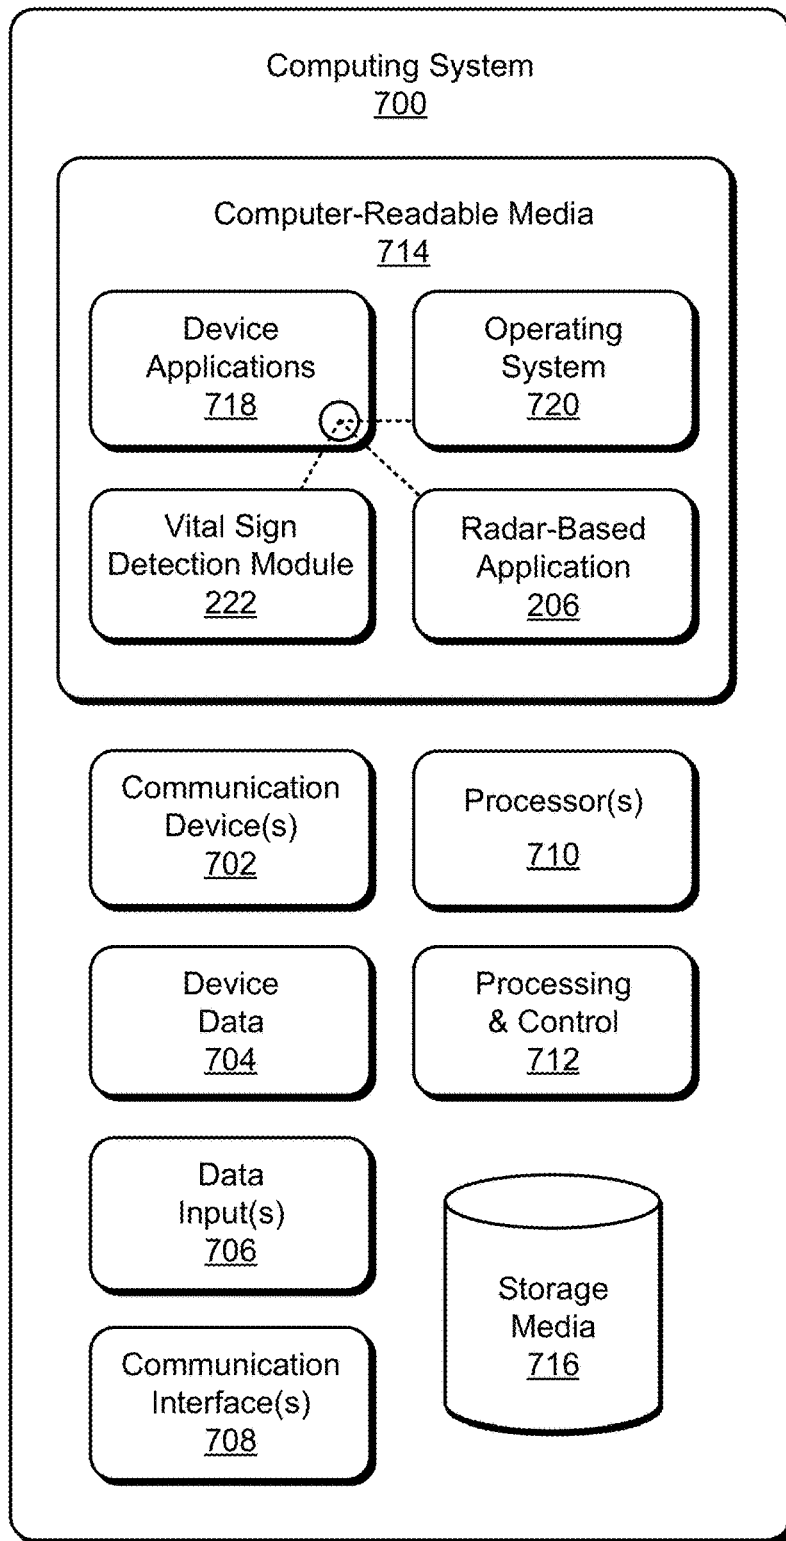 Computing System
700
Computer-Readable Media
714
Device
Applications
718
Operating
System
720
Vital Sign
Detection Module
222
Radar-Based
Application
206
Communication
Device(s)
702
Processor(s)
710
Device
Data
704
Processing
& Control
712
Data
Input(s)
706
Storage
Media
716
Communication
Interface(s)
708